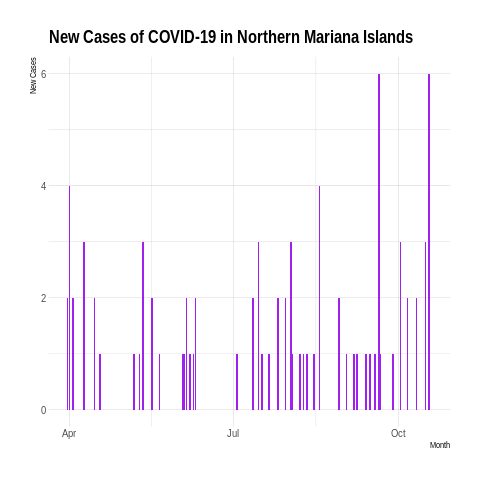 New Cases of COVID-19 in Northern Mariana Islands
New Cases
6
4
2
0
Apr Jul Oct
Month